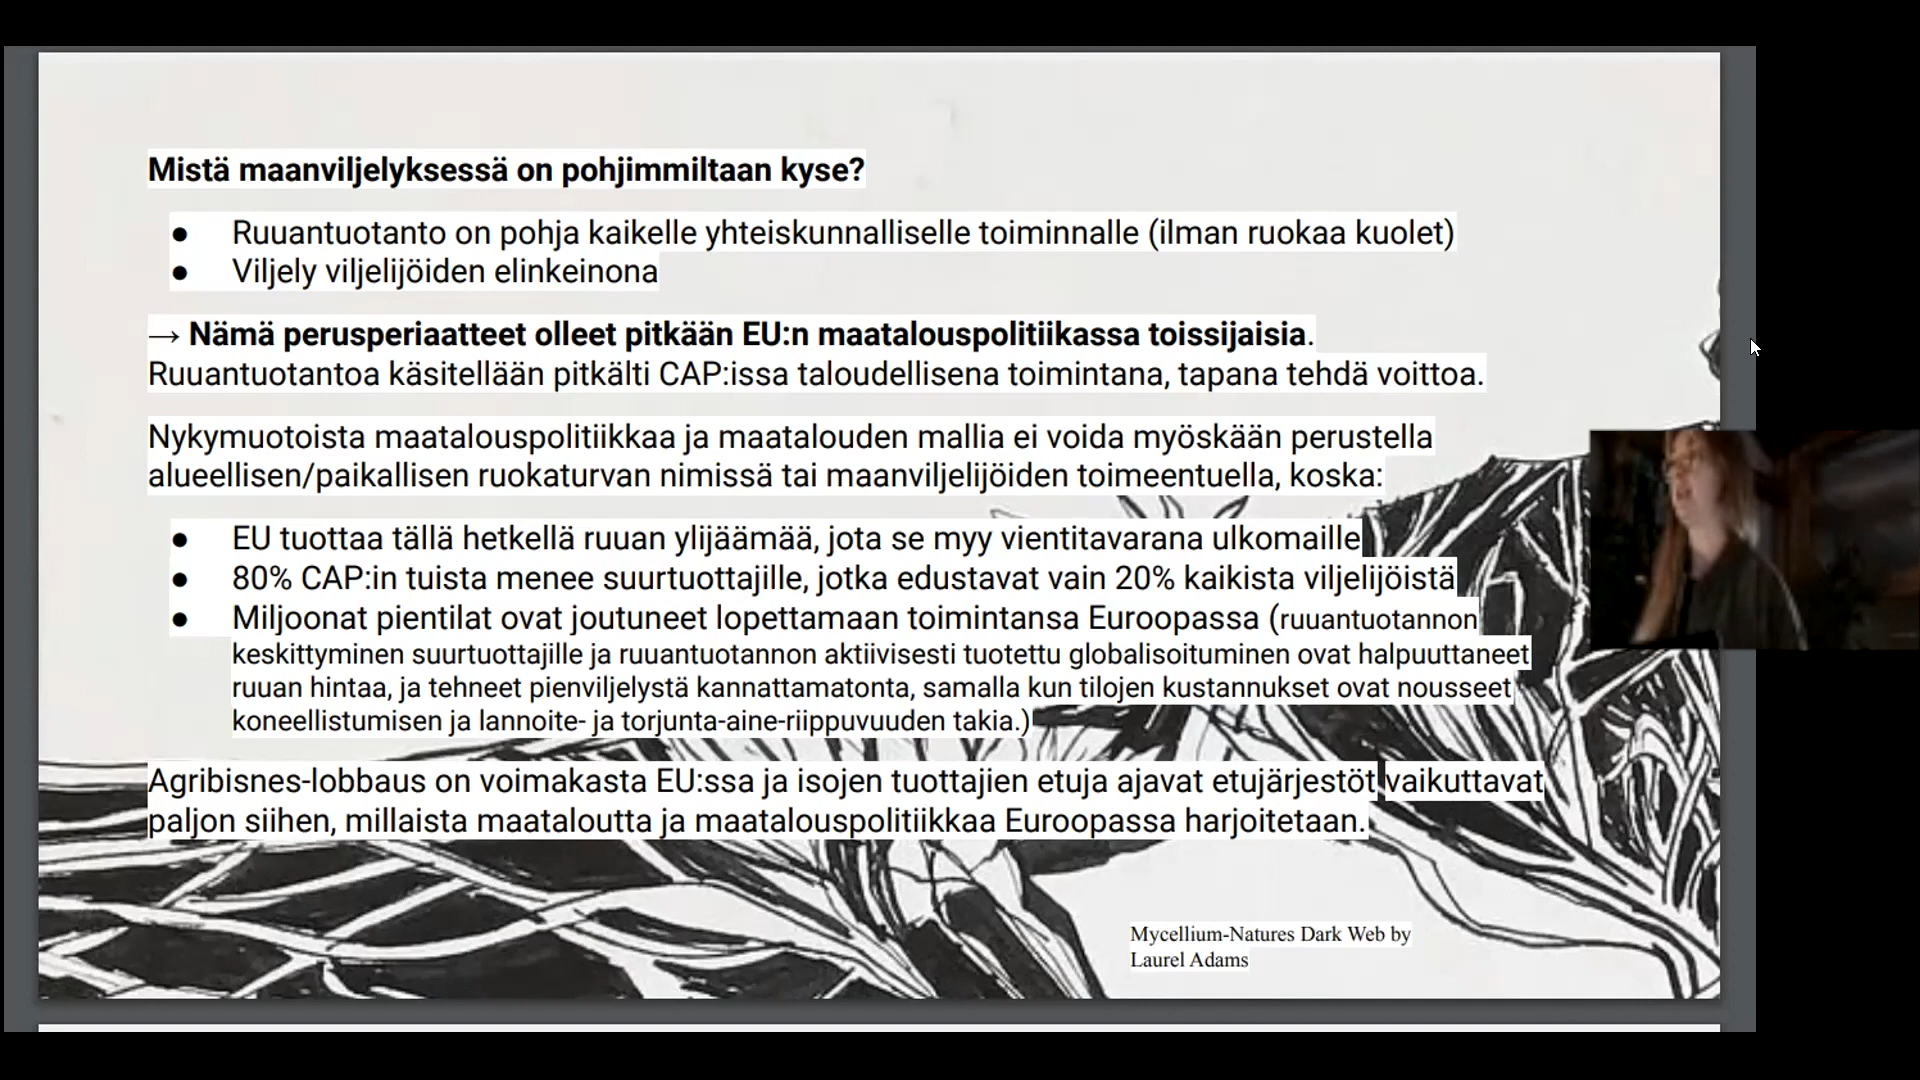 Mistä maanviljelyksessä on pohjimmiltaan kyse?
● Ruuantuotanto on pohja kaikelle yhteiskunnalliselle toiminnalle (ilman ruokaa kuolet)
● Viljely viljelijöiden elinkeinona
→ Nämä perusperiaatteet olleet pitkään EU:n maatalouspolitiikassa toissijaisia.
Ruuantuotantoa käsitellään pitkälti CAP:issa taloudellisena toimintana, tapana tehdä voittoa.
Nykymuotoista maatalouspolitiikkaa ja maatalouden mallia ei voida myöskään perustella
alueellisen/paikallisen ruokaturvan nimissä tai maanviljelijöiden toimeentuella, koska:
● EU tuottaa tällä hetkellä ruuan ylijäämää, jota se myy vientitavarana ulkomaille
● 80% CAP:in tuista menee suurtuottajille, jotka edustavat vain 20% kaikista viljelijöistä
● Miljoonat pientilat ovat joutuneet lopettamaan toimintansa Euroopassa (ruuantuotannon
keskittyminen suurtuottajille ja ruuantuotannon aktiivisesti tuotettu globalisoituminen ovat halpuuttaneet
ruuan hintaa, ja tehneet pienviljelystä kannattamatonta, samalla kun tilojen kustannukset ovat nousseet
koneellistumisen ja lannoite- ja torjunta-aine-riippuvuuden takia.)
Agribisnes-lobbaus on voimakasta EU:ssa ja isojen tuottajien etuja ajavat etujärjestöt vaikuttavat
paljon siihen, millaista maataloutta ja maatalouspolitiikkaa Euroopassa harjoitetaan.
Mycellium-Natures Dark Web by
Laurel Adams